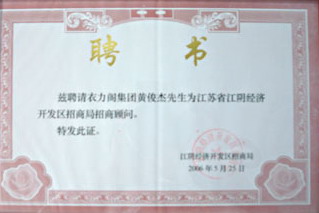 聘书
兹聘请衣力阁集团黄俊杰先生为江苏省江阴经济
开发区招商局招商顾问。
特发此证。
江阴经济开发区招商局
2006年5月25日